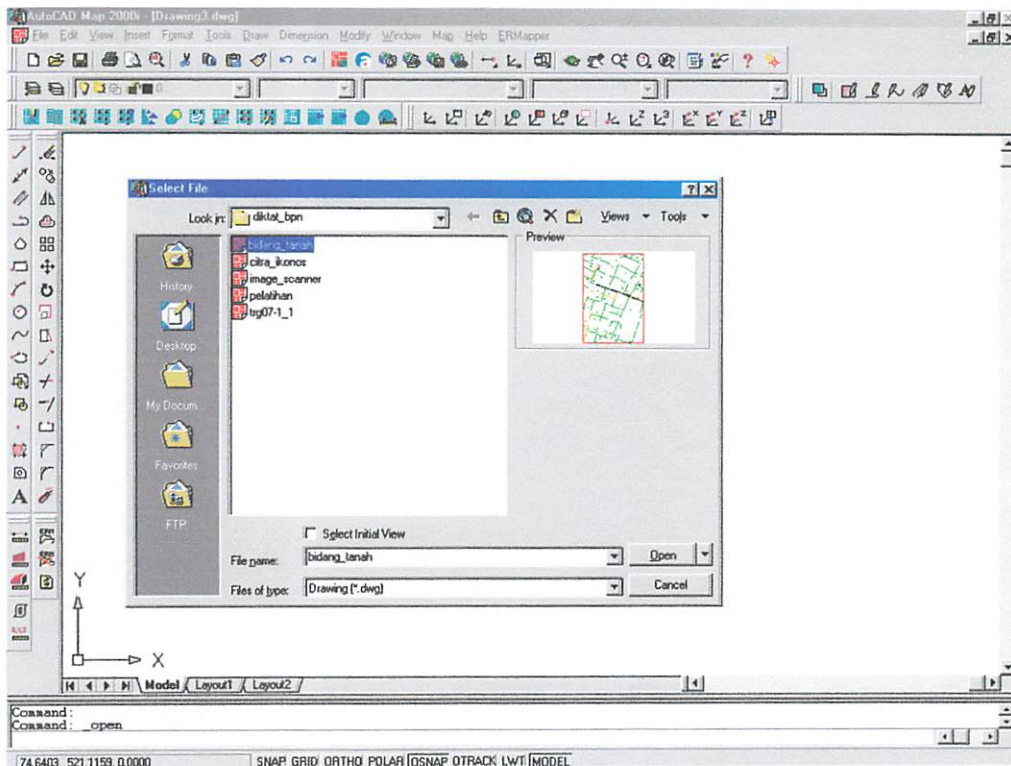 AutoCAD Map 2000i - [Drawing3.dwg]
File Edit View Insert Format Tools Draw Dimension Modify Window Map Help ERMapper
0
Select File
Look in: diktat_bpn
Views Tools
History
Desktop
My Docum...
Favorites
FTP
bidang_tanah
citra_ikonos
image_scanner
pelatihan
trg07-1_1
Preview
Select Initial View
File name: bidang_tanah Open
Files of type: Drawing (*.dwg) Cancel
Y
X
Model Layout1 Layout2
Command:
Command: _open
74.6403, 521.1159, 0.0000 SNAP GRID ORTHO POLAR OSNAP OTRACK LWT MODEL